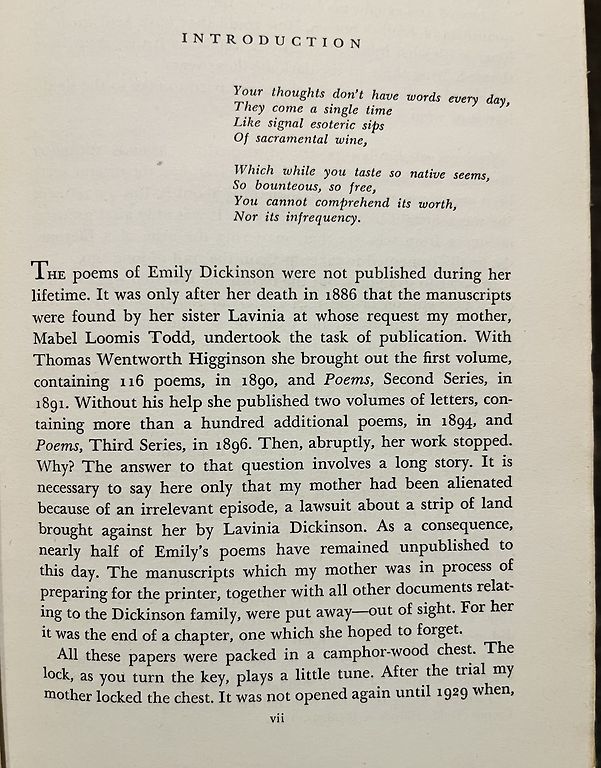 INTRODUCTION
Your thoughts don't have words every day,
They come a single time
Like signal esoteric sips
Of sacramental wine,
Which while you taste so native seems,
So bounteous, so free,
You cannot comprehend its worth,
Nor its infrequency.
THE poems of Emily Dickinson were not published during her
lifetime. It was only after her death in 1886 that the manuscripts
were found by her sister Lavinia at whose request my mother,
Mabel Loomis Todd, undertook the task of publication. With
Thomas Wentworth Higginson she brought out the first volume,
containing 116 poems, in 1890, and Poems, Second Series, in
1891. Without his help she published two volumes of letters, con-
taining more than a hundred additional poems, in 1894, and
Poems, Third Series, in 1896. Then, abruptly, her work stopped.
Why? The answer to that question involves a long story. It is
necessary to say here only that my mother had been alienated
because of an irrelevant episode, a lawsuit about a strip of land
brought against her by Lavinia Dickinson. As a consequence,
nearly half of Emily's poems have remained unpublished to
this day. The manuscripts which my mother was in process of
preparing for the printer, together with all other documents relat-
ing to the Dickinson family, were put away—out of sight. For her
it was the end of a chapter, one which she hoped to forget.
All these papers were packed in a camphor-wood chest. The
lock, as you turn the key, plays a little tune. After the trial my
mother locked the chest. It was not opened again until 1929 when,
vii